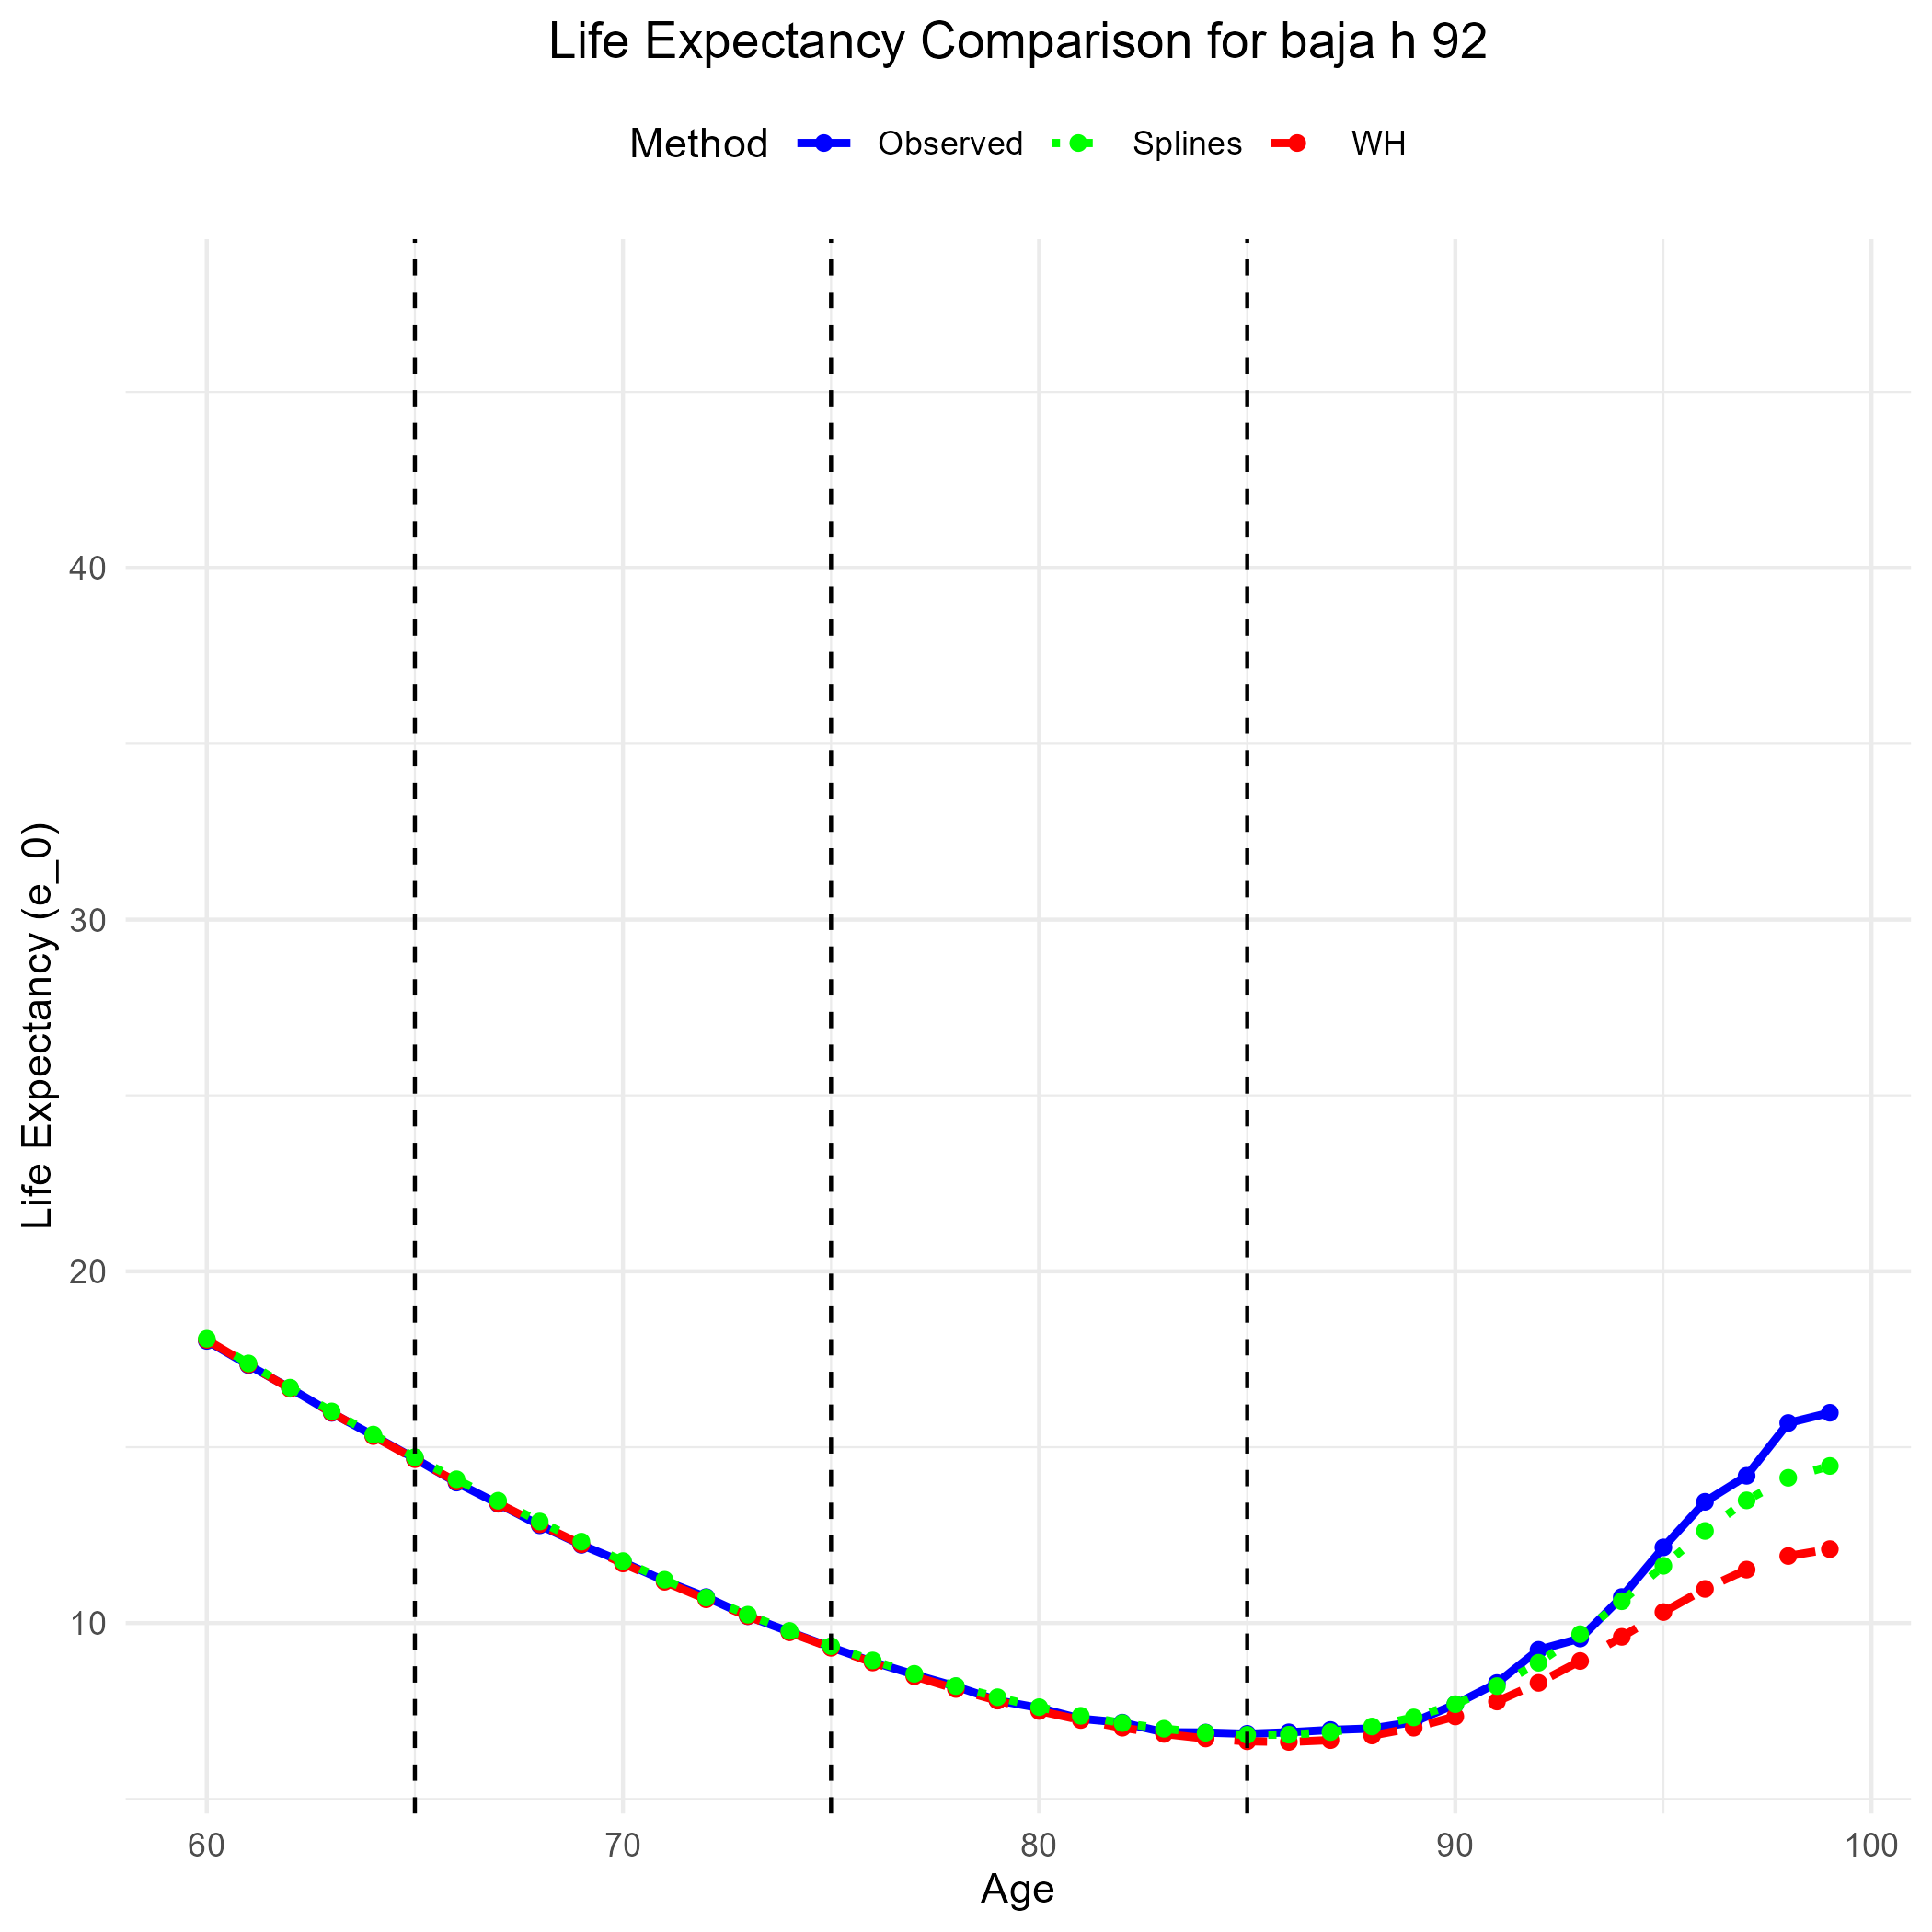 Life Expectancy Comparison for baja h 92
Method Observed Splines WH
Life Expectancy (e_0)
40
30
20
10
60 70 80 90 100
Age